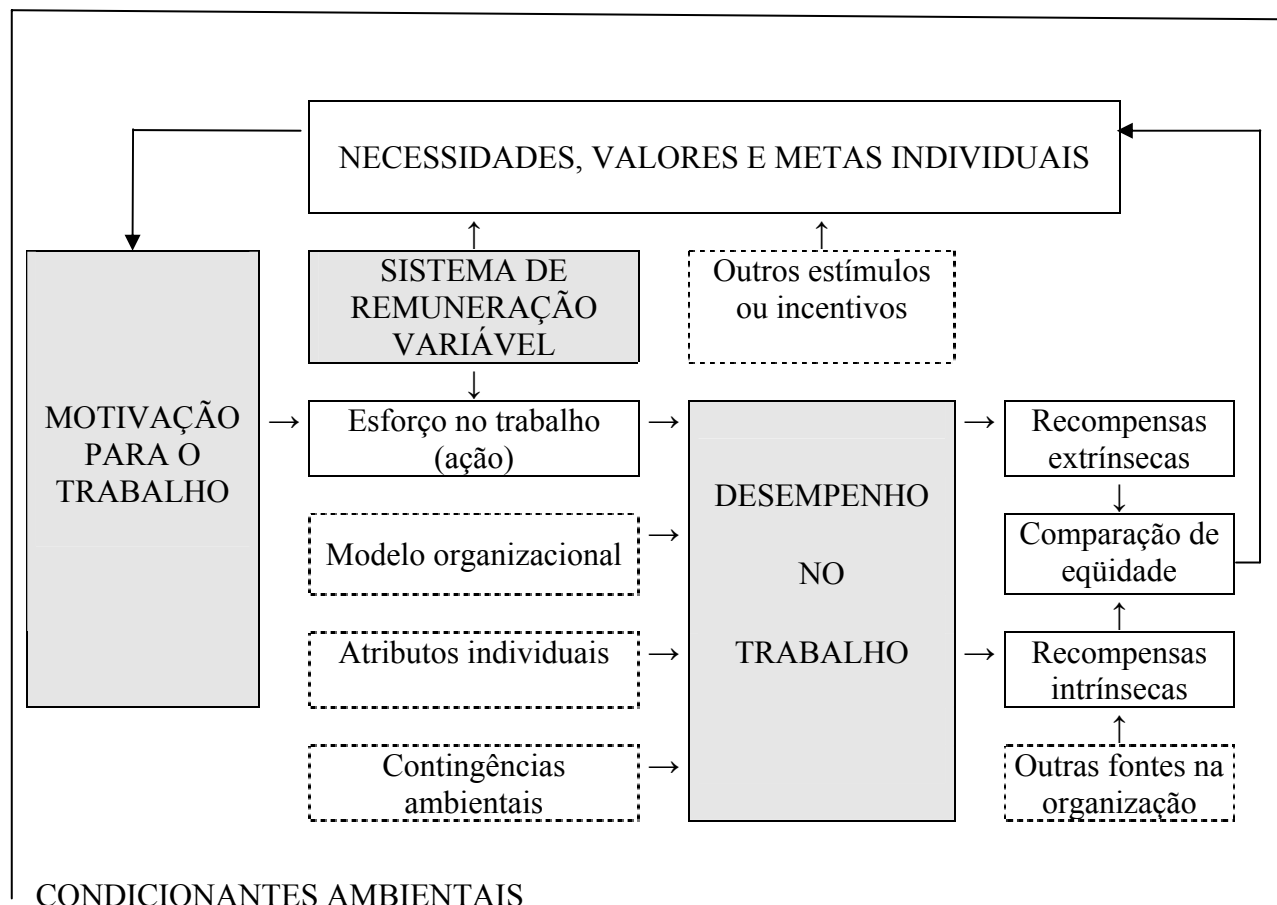 NECESSIDADES, VALORES E METAS INDIVIDUAIS
SISTEMA DE
REMUNERAÇÃO
VARIÁVEL
Outros estímulos
ou incentivos
MOTIVAÇÃO
PARA O
TRABALHO
Esforço no trabalho
(ação)
Modelo organizacional
Atributos individuais
Contingências
ambientais
DESEMPENHO
NO
TRABALHO
Recompensas
extrínsecas
Comparação de
eqüidade
Recompensas
intrínsecas
Outras fontes na
organização
CONDICIONANTES AMBIENTAIS